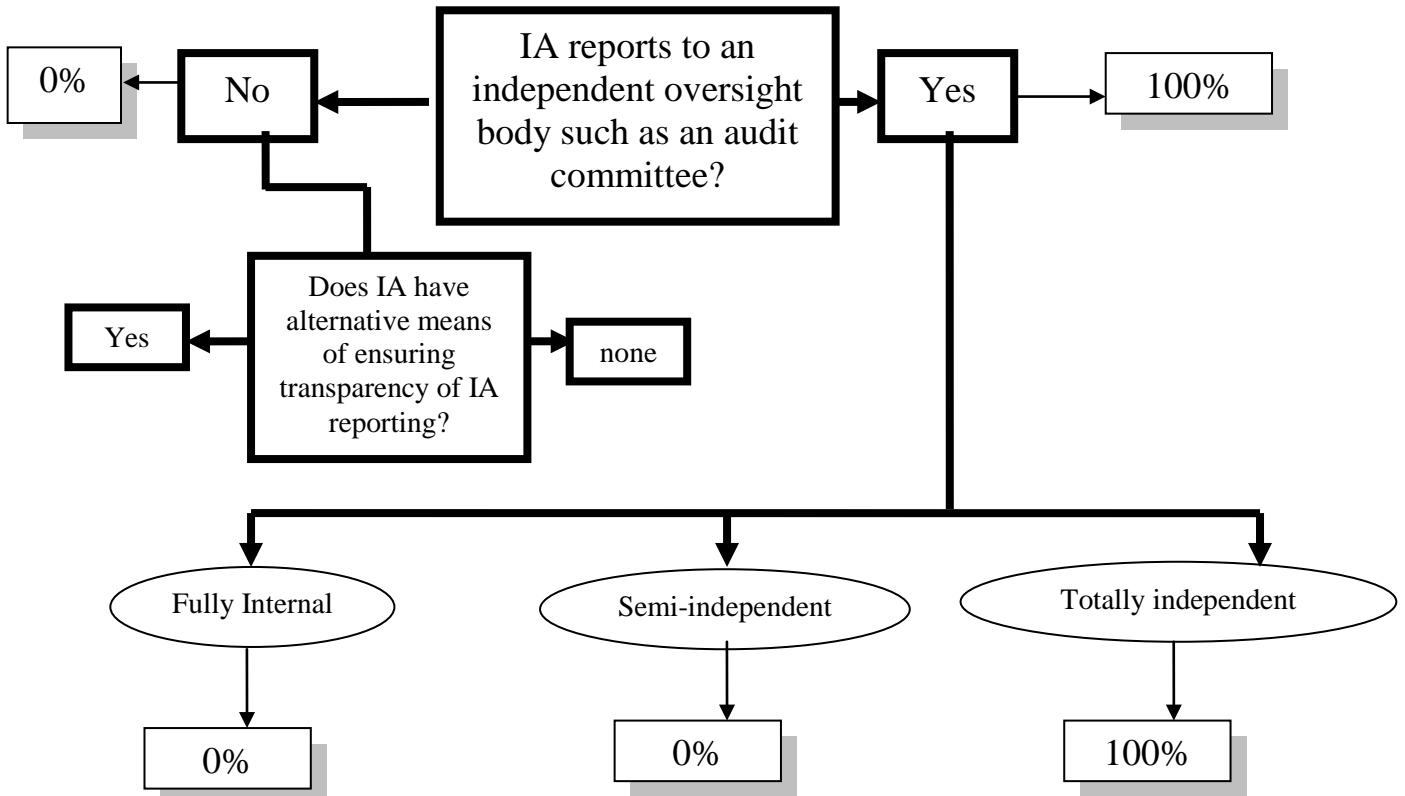 IA reports to an
independent oversight
body such as an audit
committee?
0%
No
Yes
100%
Does IA have
alternative means
of ensuring
transparency of IA
reporting?
Yes
none
Fully Internal
Semi-independent
Totally independent
0%
0%
100%